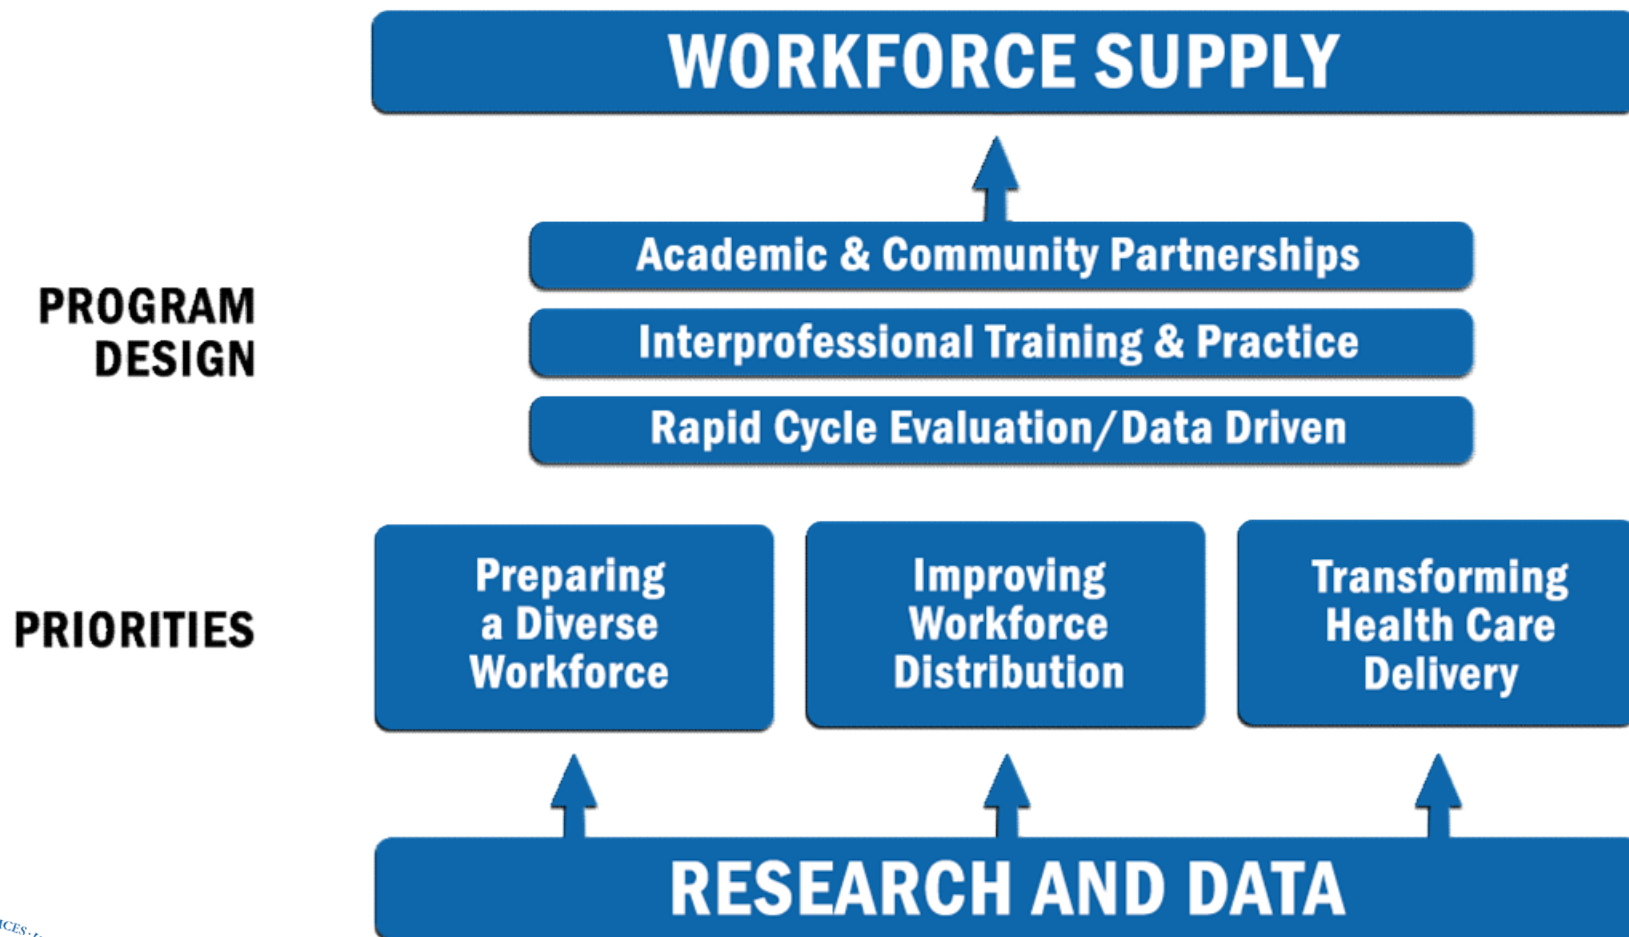 WORKFORCE SUPPLY
Academic & Community Partnerships
PROGRAM
DESIGN
Interprofessional Training & Practice
Rapid Cycle Evaluation/Data Driven
PRIORITIES
Preparing
a Diverse
Workforce
Improving
Workforce
Distribution
Transforming
Health Care
Delivery
RESEARCH AND DATA